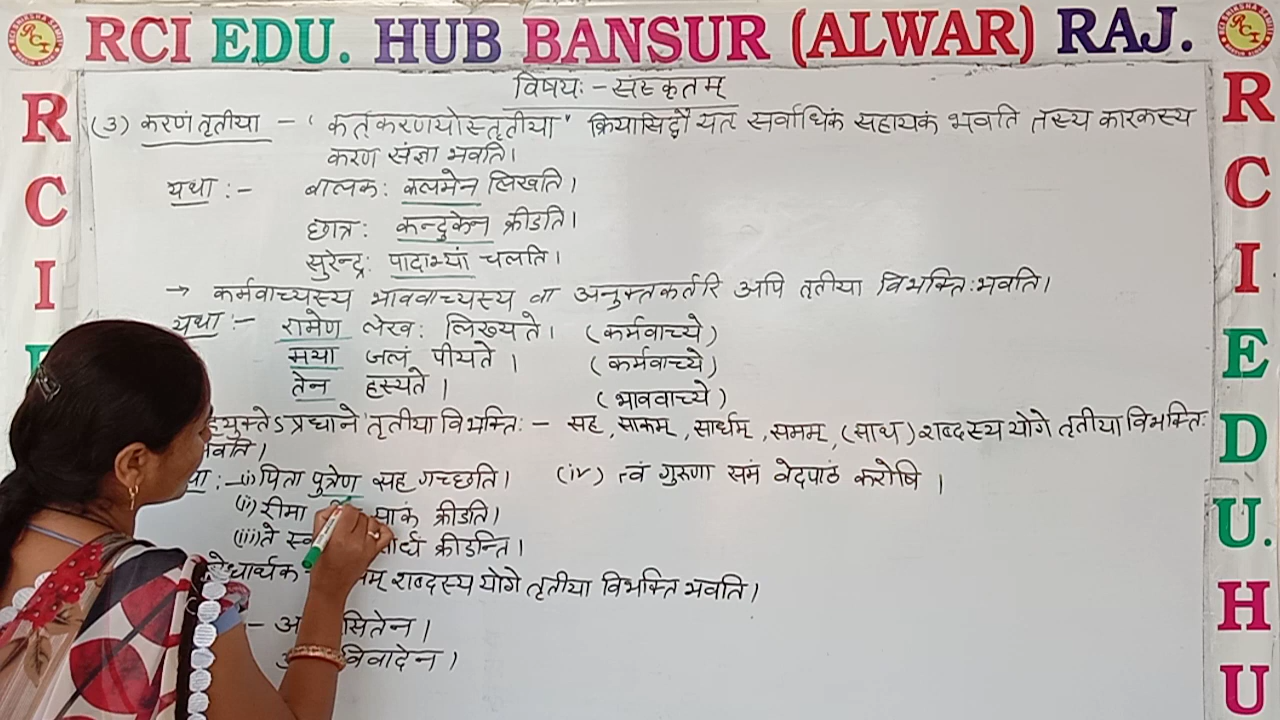 RCI EDU. HUB BANSUR (ALWAR) RAJ.
R
C
I
R
C
I
E
D
U.
H
U
विषयः - संस्कृतम्
(3) करणं तृतीया - ' कर्तृकरणयोस्तृतीया" क्रियासिद्धौ यत् सर्वाधिकं सहायकं भवति तस्य कारकस्य
करण संज्ञा भवति।
यथा :- बालकः कलमेन लिखति।
छात्रः कन्दुकेन क्रीडति।
सुरेन्द्रः पादाभ्यां चलति।
→ कर्मवाच्यस्य भाववाच्यस्य वा अनुक्तकर्तरि अपि तृतीया विभक्तिःभवति।
यथा :- रामेण लेखः लिख्यते। (कर्मवाच्ये)
मया जलं पीयते। (कर्मवाच्ये)
तेन हस्यते। (भाववाच्ये)
युक्तेऽप्रधाने तृतीया विभक्तिः - सह, साकम्, सार्धम्, समम्, (साथ) शब्दस्य योगे तृतीया विभक्तिः
:-(i) पिता पुत्रेण सह गच्छति। (iv) त्वं गुरूणा समं वेदपाठं करोषि।
(ii) रीमा साकं क्रीडति।
(iii) ते क्रीडन्ति।
शब्दस्य योगे तृतीया विभक्ति भवति।
-
विवादेन।